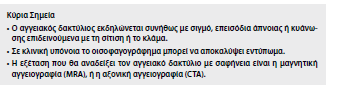 Κύρια Σημεία
• Ο αγγειακός δακτύλιος εκδηλώνεται συνήθως με σιγμό, επεισόδια άπνοιας ή κυάνω-
σης επιδεινούμενα με τη σίτιση ή το κλάμα.
• Σε κλινική υπόνοια το οισοφαγογράφημα μπορεί να αποκαλύψει εντύπωμα.
• Η εξέταση που θα αναδείξει τον αγγειακό δακτύλιο με σαφήνεια είναι η μαγνητική
αγγειογραφία (MRA), ή η αξονική αγγειογραφία (CTA).